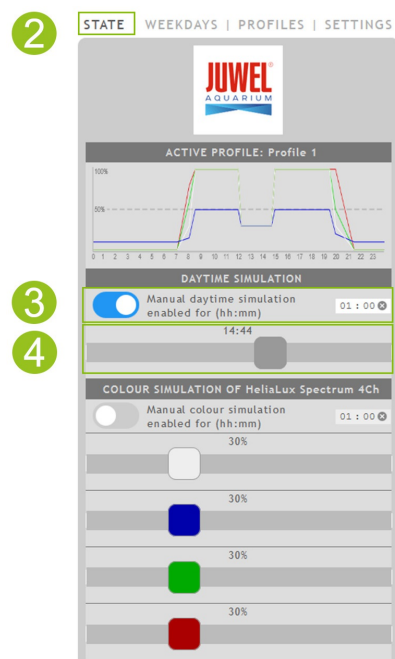 2
STATE WEEKDAYS | PROFILES | SETTINGS
JUWEL®
AQUARIUM
ACTIVE PROFILE: Profile 1
100%
50%
0 1 2 3 4 5 6 7 8 9 10 11 12 13 14 15 16 17 18 19 20 21 22 23
DAYTIME SIMULATION
3
Manual daytime simulation
enabled for (hh:mm)
01 : 00
4
14:44
COLOUR SIMULATION OF HeliaLux Spectrum 4Ch
Manual colour simulation
enabled for (hh:mm)
01 : 00
30%
30%
30%
30%